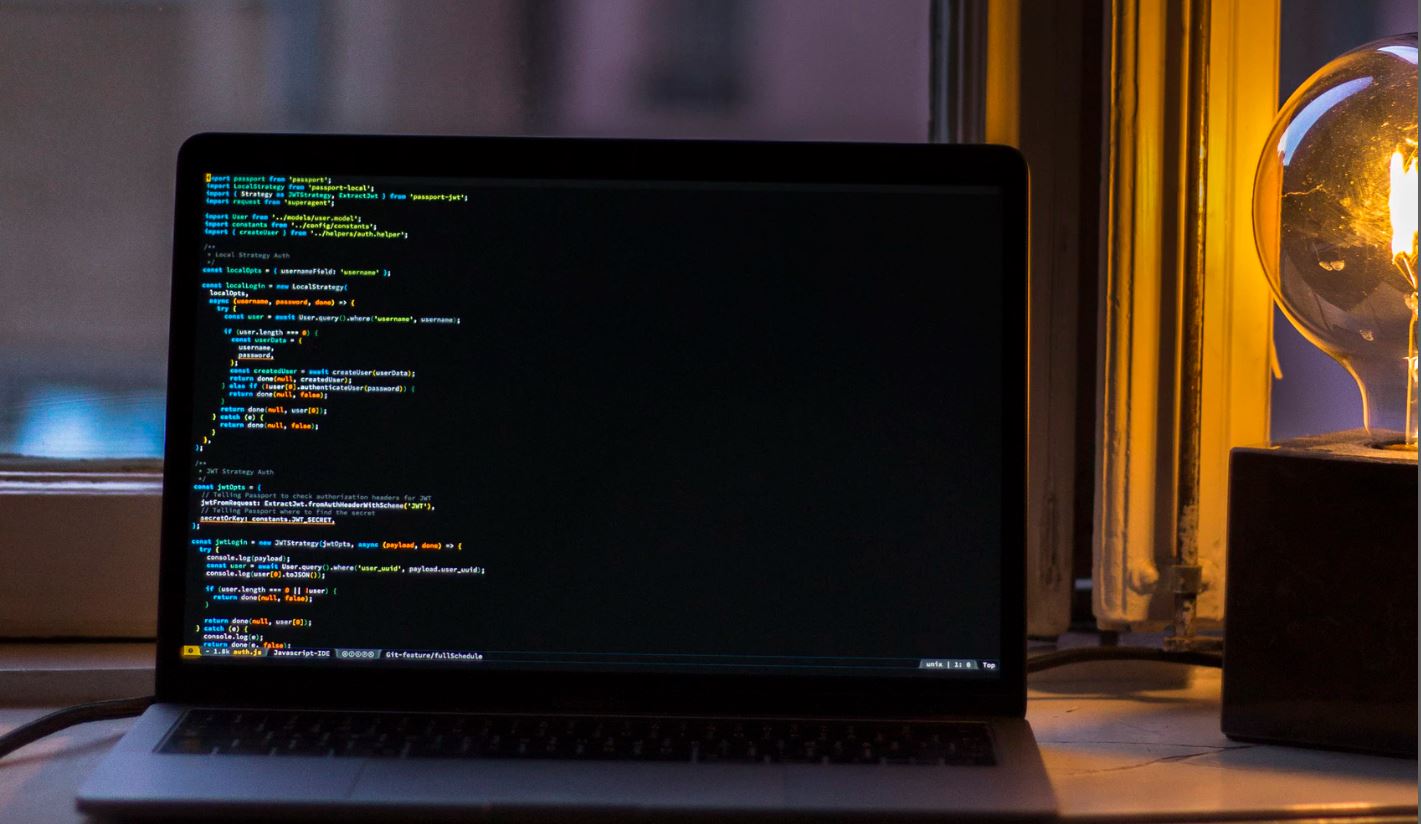 import passport from 'passport';
import LocalStrategy from 'passport-local';
import { Strategy as JWTStrategy, ExtractJwt } from 'passport-jwt';
import request from 'superagent';
import User from '../models/user.model';
import constants from '../config/constants';
import { createUser } from '../helpers/auth.helper';
/**
* Local Strategy Auth
*/
const localOpts = { usernameField: 'username' };
const localLogin = new LocalStrategy(
localOpts,
async (username, password, done) => {
try {
const user = await User.query().where('username', username);
if (user.length === 0) {
const userData = {
username,
password,
};
const createdUser = await createUser(userData);
return done(null, createdUser);
} else if (!user[0].authenticateUser(password)) {
return done(null, false);
}
return done(null, user[0]);
} catch (e) {
return done(null, false);
}
},
);
/**
* JWT Strategy Auth
*/
const jwtOpts = {
// Telling Passport to check authorization headers for JWT
jwtFromRequest: ExtractJwt.fromAuthHeaderWithScheme('JWT'),
// Telling Passport where to find the secret
secretOrKey: constants.JWT_SECRET,
};
const jwtLogin = new JWTStrategy(jwtOpts, async (payload, done) => {
try {
console.log(payload);
const user = await User.query().where('user_uuid', payload.user_uuid);
console.log(user[0].toJSON());
if (user.length === 0 || !user) {
return done(null, false);
}
return done(null, user[0]);
} catch (e) {
console.log(e);
return done(e, false);
- 1.8k auth.js Javascript-IDE Git-feature/fullSchedule unix | 1: 0 Top